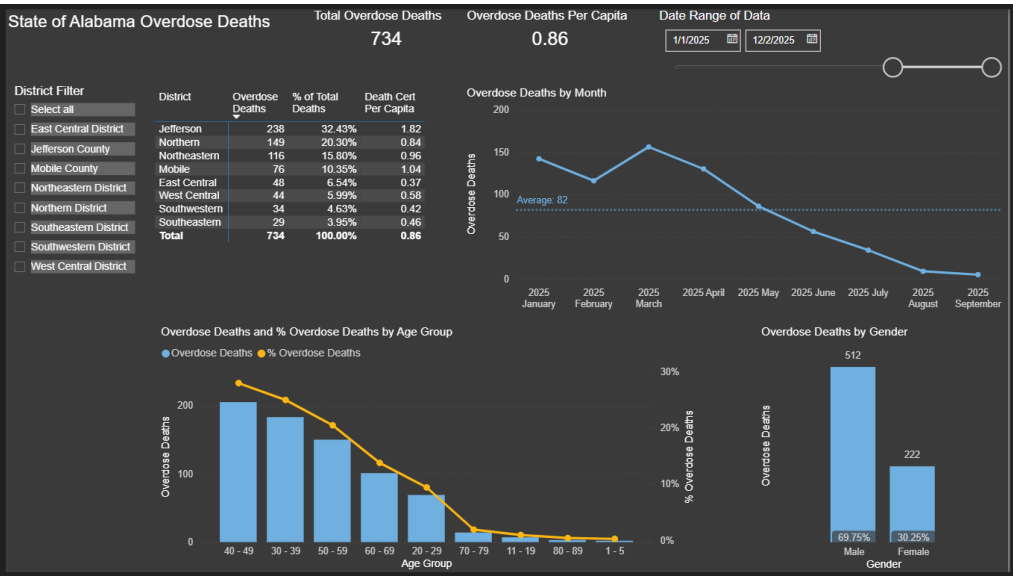 State of Alabama Overdose Deaths
Total Overdose Deaths
734
Overdose Deaths Per Capita
0.86
Date Range of Data
1/1/2025 12/2/2025
District Filter
Select all
East Central District
Jefferson County
Mobile County
Northeastern District
Northern District
Southeastern District
Southwestern District
West Central District
District Overdose Deaths % of Total Deaths Death Cert Per Capita
Jefferson 238 32.43% 1.82
Northern 149 20.30% 0.84
Northeastern 116 15.80% 0.96
Mobile 76 10.35% 1.04
East Central 48 6.54% 0.37
West Central 44 5.99% 0.58
Southwestern 34 4.63% 0.42
Southeastern 29 3.95% 0.46
Total 734 100.00% 0.86
Overdose Deaths by Month
Overdose Deaths
200
150
100
50
0
Average: 82
2025 January 2025 February 2025 March 2025 April 2025 May 2025 June 2025 July 2025 August 2025 September
Overdose Deaths and % Overdose Deaths by Age Group
Overdose Deaths % Overdose Deaths
Overdose Deaths
200
100
0
30%
20%
10%
0%
% Overdose Deaths
40 - 49 30 - 39 50 - 59 60 - 69 20 - 29 70 - 79 11 - 19 80 - 89 1 - 5
Age Group
Overdose Deaths by Gender
Overdose Deaths
512
222
69.75% 30.25%
Male Female
Gender